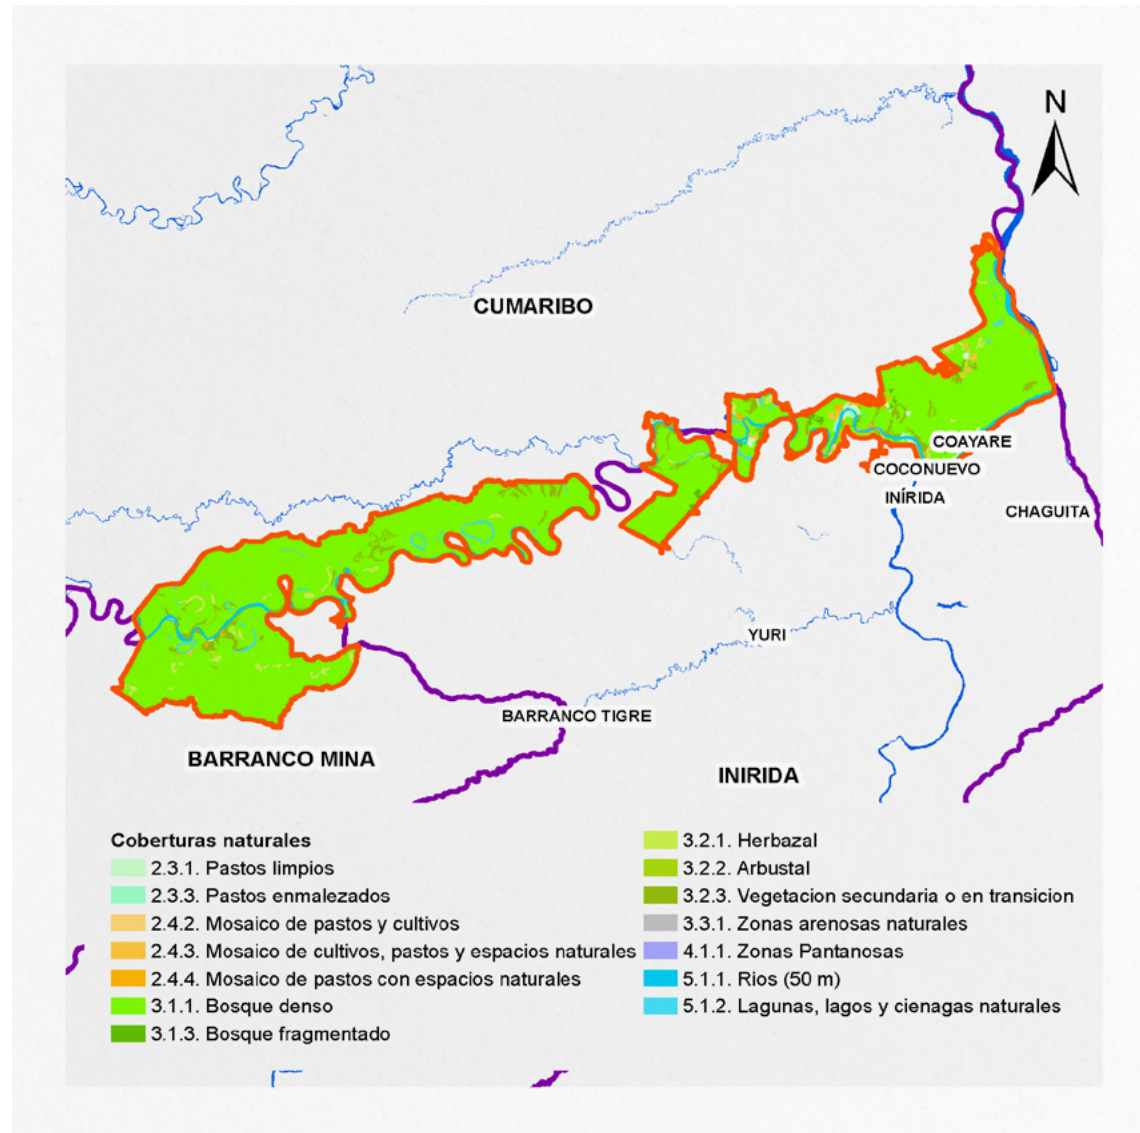 N
CUMARIBO
COAYARE
COCONUEVO
INÍRIDA
CHAGUITA
YURI
BARRANCO TIGRE
BARRANCO MINA
INIRIDA
Coberturas naturales
2.3.1. Pastos limpios
2.3.3. Pastos enmalezados
2.4.2. Mosaico de pastos y cultivos
2.4.3. Mosaico de cultivos, pastos y espacios naturales
2.4.4. Mosaico de pastos con espacios naturales
3.1.1. Bosque denso
3.1.3. Bosque fragmentado
3.2.1. Herbazal
3.2.2. Arbustal
3.2.3. Vegetacion secundaria o en transicion
3.3.1. Zonas arenosas naturales
4.1.1. Zonas Pantanosas
5.1.1. Rios (50 m)
5.1.2. Lagunas, lagos y cienagas naturales